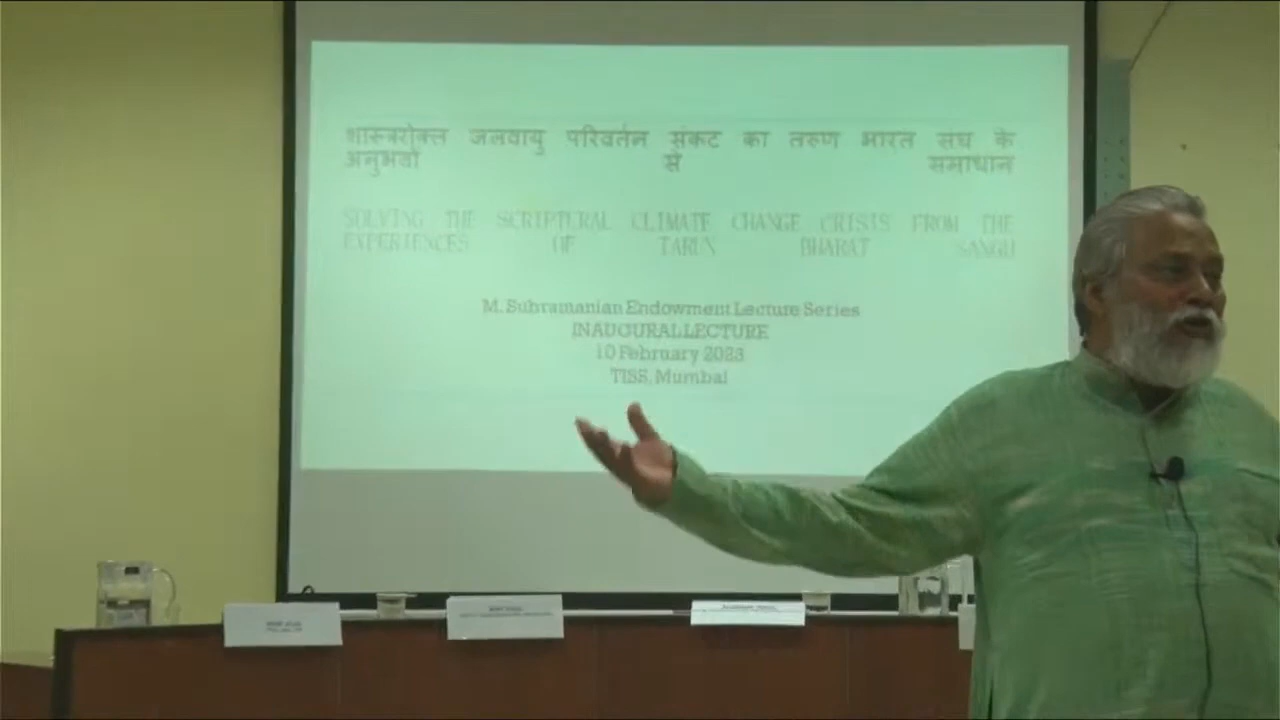 शास्त्ररोक्त जलवायु परिवर्तन संकट का तरूण भारत संघ के
अनुभवों से समाधान
SOLVING THE SCRIPTURAL CLIMATE CHANGE CRISIS FROM THE
EXPERIENCES OF TARUN BHARAT SANGH
M. Subramanian Endowment Lecture Series
INAUGURAL LECTURE
10 February 2023
TISS, Mumbai